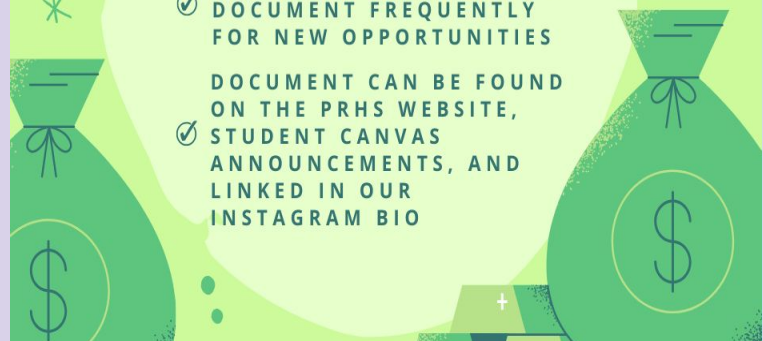 DOCUMENT FREQUENTLY
FOR NEW OPPORTUNITIES
DOCUMENT CAN BE FOUND
ON THE PRHS WEBSITE,
STUDENT CANVAS
ANNOUNCEMENTS, AND
LINKED IN OUR
INSTAGRAM BIO
$
$